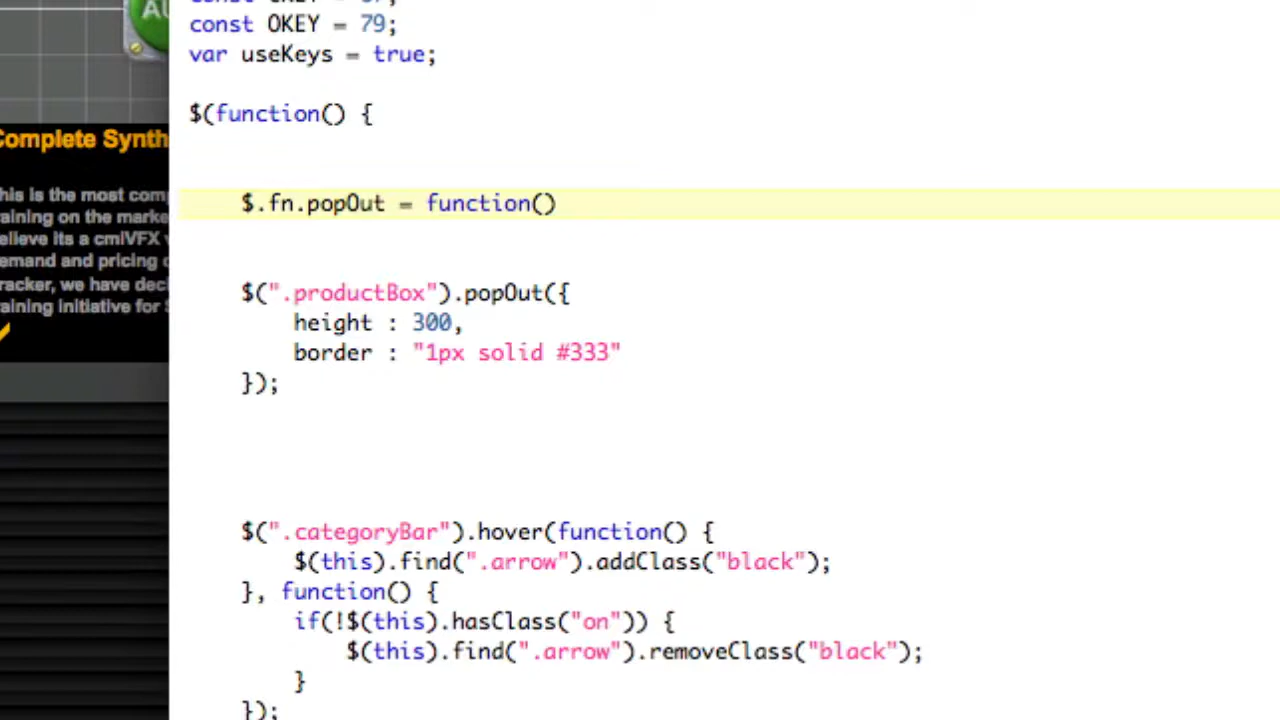 AU
const OKEY = 79;
var useKeys = true;
$(function() {
Complete Synth
his is the most com
raining on the marke
elieve its a cmiVFX
emand and pricing
racker, we have dec
raining initiative for
$.fn.popOut = function()
$(".productBox").popOut({
height : 300,
border : "1px solid #333"
});
$(".categoryBar").hover(function() {
$(this).find(".arrow").addClass("black");
}, function() {
if(!$(this).hasClass("on")) {
$(this).find(".arrow").removeClass("black");
}
});